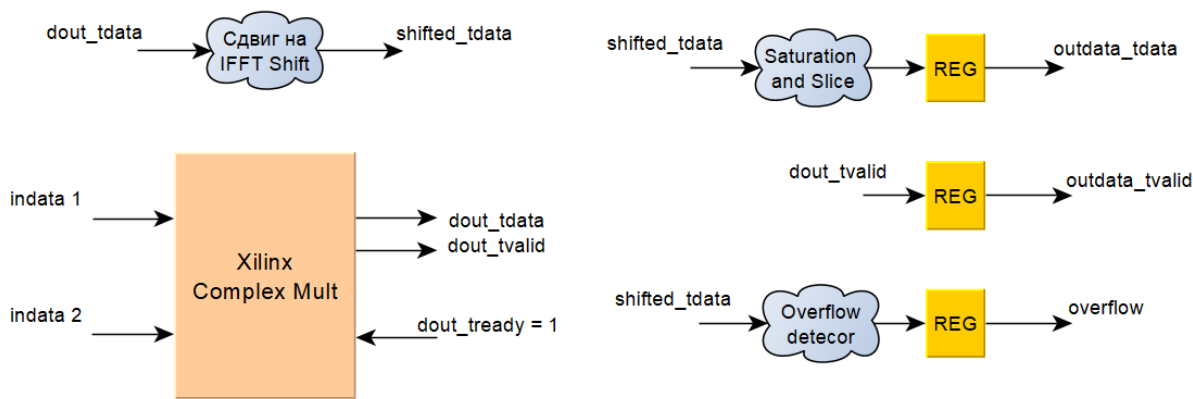 dout_tdata
Сдвиг на
IFFT Shift
shifted_tdata
indata 1
indata 2
Xilinx
Complex Mult
dout_tdata
dout_tvalid
dout_tready = 1
shifted_tdata
Saturation
and Slice
REG
outdata_tdata
dout_tvalid
REG
outdata_tvalid
shifted_tdata
Overflow
detecor
REG
overflow